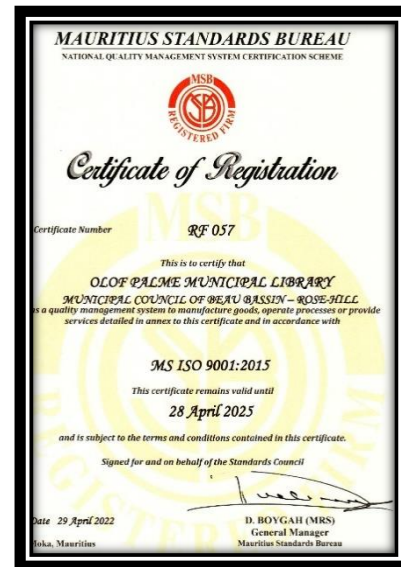 MAURITIUS STANDARDS BUREAU
NATIONAL QUALITY MANAGEMENT SYSTEM CERTIFICATION SCHEME
MSB
REGISTERED FIRM
Certificate of Registration
Certificate Number RF 057
This is to certify that
OLOF PALME MUNICIPAL LIBRARY
MUNICIPAL COUNCIL OF BEAU BASSIN – ROSE-HILL
as a quality management system to manufacture goods, operate processes or provide
services detailed in annex to this certificate and in accordance with
MS ISO 9001:2015
This certificate remains valid until
28 April 2025
and is subject to the terms and conditions contained in this certificate.
Signed for and on behalf of the Standards Council
Date 29 April 2022 D. BOYGAH (MRS)
General Manager
Moka, Mauritius Mauritius Standards Bureau